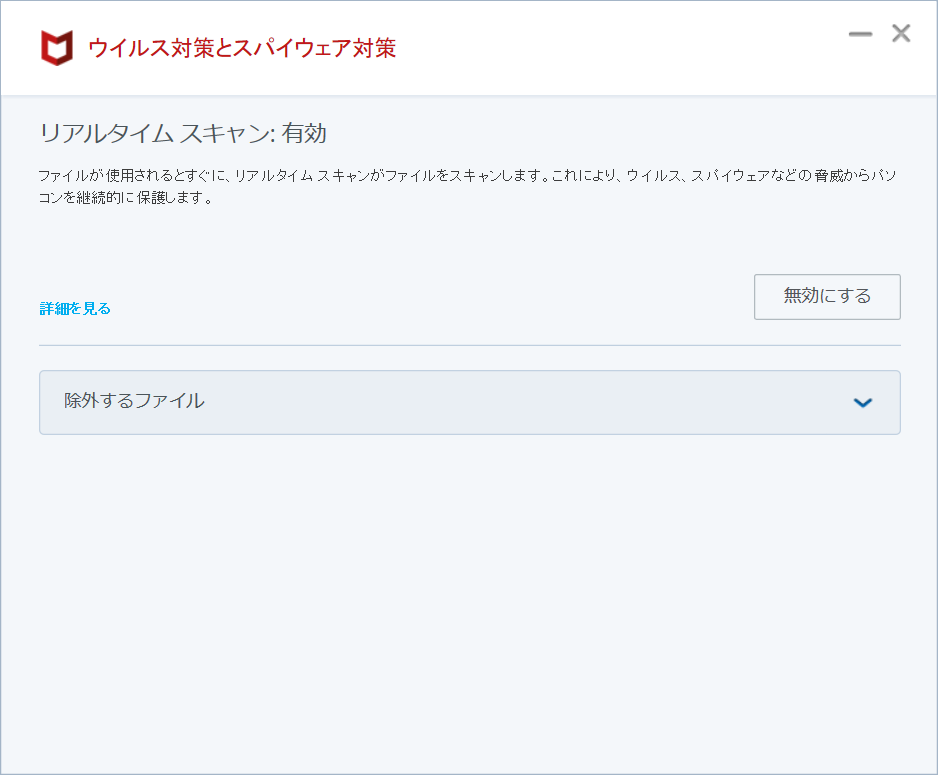 ウイルス対策とスパイウェア対策
リアルタイム スキャン: 有効
ファイルが使用されるとすぐに、リアルタイム スキャンがファイルをスキャンします。これにより、ウイルス、スパイウェアなどの脅威からパソ
コンを継続的に保護します。
詳細を見る
無効にする
除外するファイル